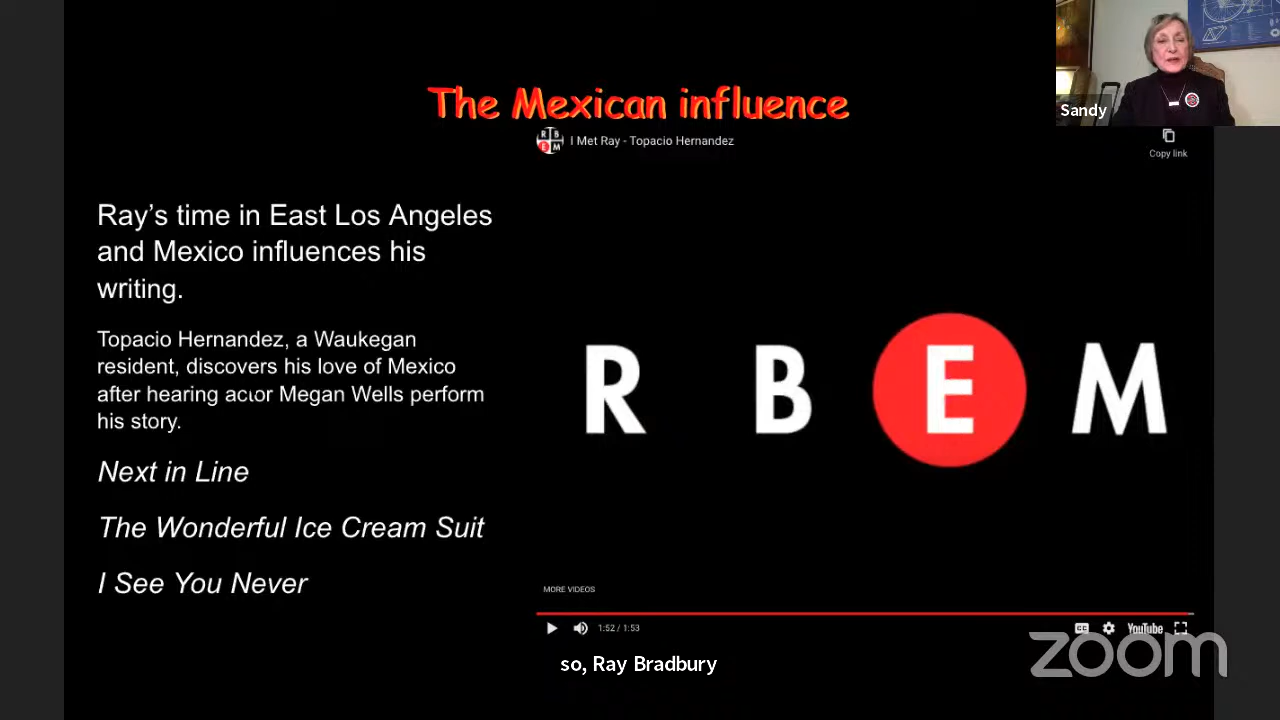 The Mexican influence
Sandy
R B E M
I Met Ray - Topacio Hernandez
Copy link
Ray's time in East Los Angeles
and Mexico influences his
writing.
Topacio Hernandez, a Waukegan
resident, discovers his love of Mexico
after hearing actor Megan Wells perform
his story.
Next in Line
The Wonderful Ice Cream Suit
I See You Never
R B E M
MORE VIDEOS
1:52 / 1:53
CC
YouTube
so, Ray Bradbury
zoom